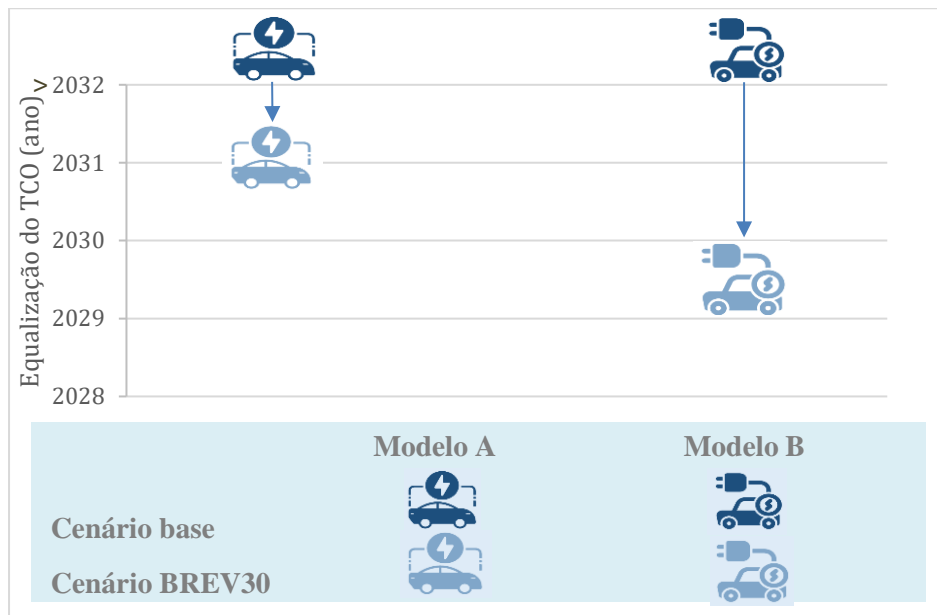 Equalização do TCO (ano)
>2032
2031
2030
2029
2028
Modelo A Modelo B
Cenário base
Cenário BREV30